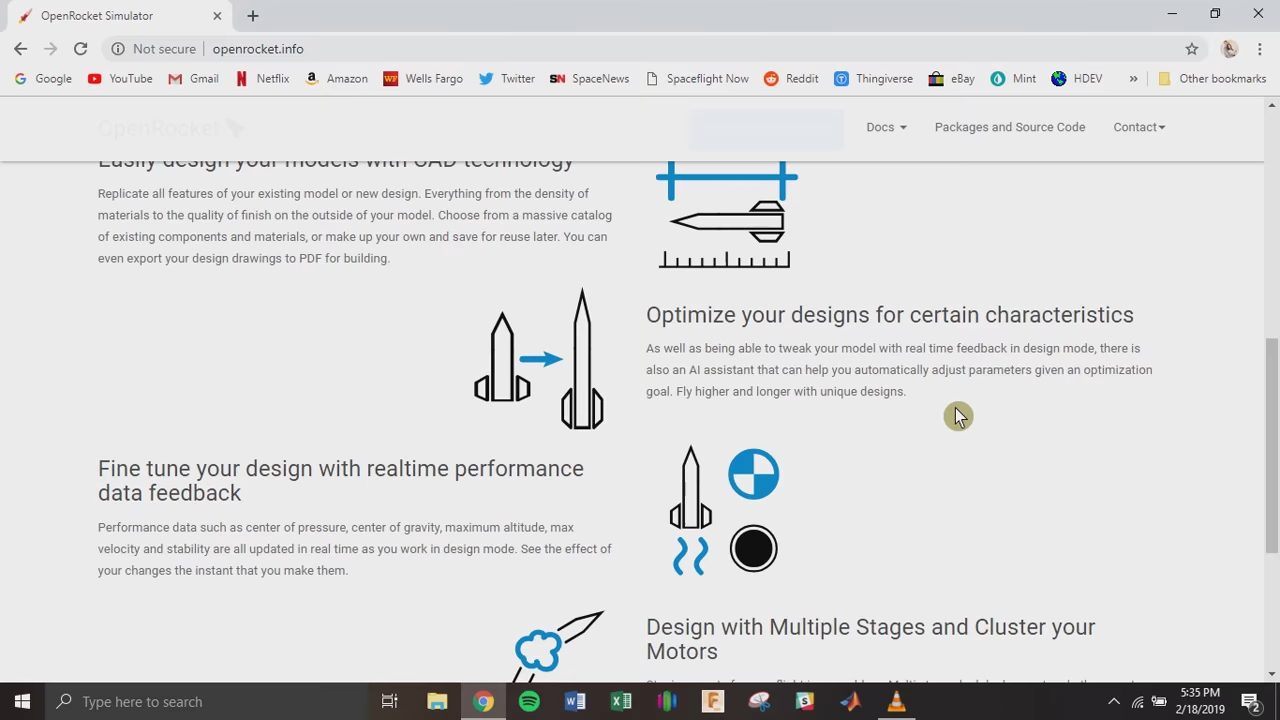 OpenRocket Simulator
Not secure
openrocket.info
Google
YouTube
Gmail
Netflix
Amazon
Wells Fargo
Twitter
SpaceNews
Spaceflight Now
Reddit
Thingiverse
eBay
Mint
HDEV
»
Other bookmarks
OpenRocket
Docs
Packages and Source Code
Contact
Easily design your models with CAD technology
Replicate all features of your existing model or new design. Everything from the density of
materials to the quality of finish on the outside of your model. Choose from a massive catalog
of existing components and materials, or make up your own and save for reuse later. You can
even export your design drawings to PDF for building.
Optimize your designs for certain characteristics
As well as being able to tweak your model with real time feedback in design mode, there is
also an AI assistant that can help you automatically adjust parameters given an optimization
goal. Fly higher and longer with unique designs.
Fine tune your design with realtime performance
data feedback
Performance data such as center of pressure, center of gravity, maximum altitude, max
velocity and stability are all updated in real time as you work in design mode. See the effect of
your changes the instant that you make them.
Design with Multiple Stages and Cluster your
Motors
Type here to search
5:35 PM
2/18/2019
2